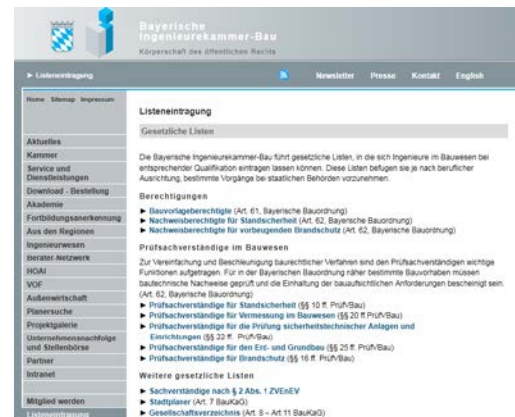 Bayerische
Ingenieurekammer-Bau
Körperschaft des öffentlichen Rechts
► Listeneintragung
Newsletter Presse Kontakt English
Home Sitemap Impressum
Listeneintragung
Gesetzliche Listen
Aktuelles
Kammer
Service und
Dienstleistungen
Download - Bestellung
Akademie
Fortbildungsanerkennung
Aus den Regionen
Ingenieurwesen
Berater-Netzwerk
HOAI
VOF
Außenwirtschaft
Planersuche
Projektgalerie
Unternehmensnachfolge
und Stellenbörse
Partner
Intranet
Mitglied werden
Listeneintragung
Die Bayerische Ingenieurekammer-Bau führt gesetzliche Listen, in die sich Ingenieure im Bauwesen bei
entsprechender Qualifikation eintragen lassen können. Diese Listen befugen sie je nach beruflicher
Ausrichtung, bestimmte Vorgänge bei staatlichen Behörden vorzunehmen.
Berechtigungen
► Bauvorlageberechtigte (Art. 61, Bayerische Bauordnung)
► Nachweisberechtigte für Standsicherheit (Art. 62, Bayerische Bauordnung)
► Nachweisberechtigte für vorbeugenden Brandschutz (Art. 62, Bayerische Bauordnung)
Prüfsachverständige im Bauwesen
Zur Vereinfachung und Beschleunigung baurechtlicher Verfahren sind den Prüfsachverständigen wichtige
Funktionen aufgetragen. Für in der Bayerischen Bauordnung näher bestimmte Bauvorhaben müssen
bautechnische Nachweise geprüft und die Einhaltung der bauaufsichtlichen Anforderungen bescheinigt sein.
(Art. 62, Bayerische Bauordnung)
► Prüfsachverständige für Standsicherheit (§§ 10 ff. PrüfVBau)
► Prüfsachverständige für Vermessung im Bauwesen (§§ 20 ff. PrüfVBau)
► Prüfsachverständige für die Prüfung sicherheitstechnischer Anlagen und
Einrichtungen (§§ 22 ff. PrüfVBau)
► Prüfsachverständige für den Erd- und Grundbau (§§ 25 ff. PrüfVBau)
► Prüfsachverständige für Brandschutz (§§ 16 ff. PrüfVBau)
Weitere gesetzliche Listen
► Sachverständige nach § 2 Abs. 1 ZVEnEV
► Stadtplaner (Art. 7 BauKaG)
► Gesellschaftsverzeichnis (Art. 8 – Art 11 BauKaG)